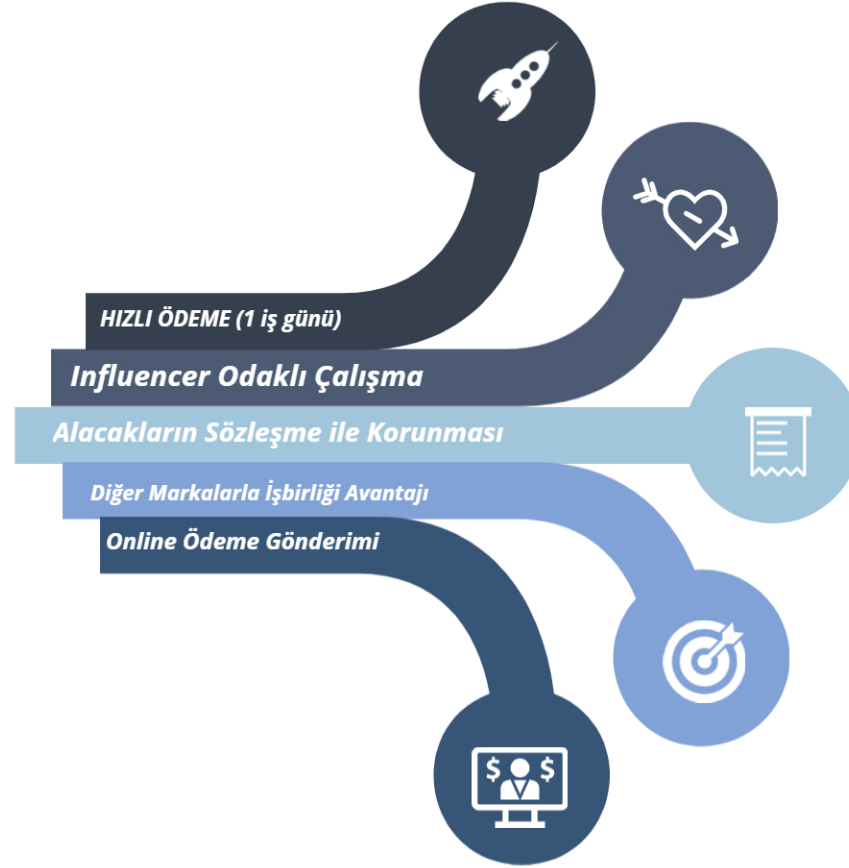 HIZLI ÖDEME (1 iş günü)
Influencer Odaklı Çalışma
Alacakların Sözleşme ile Korunması
Diğer Markalarla İşbirliği Avantajı
Online Ödeme Gönderimi
$ $